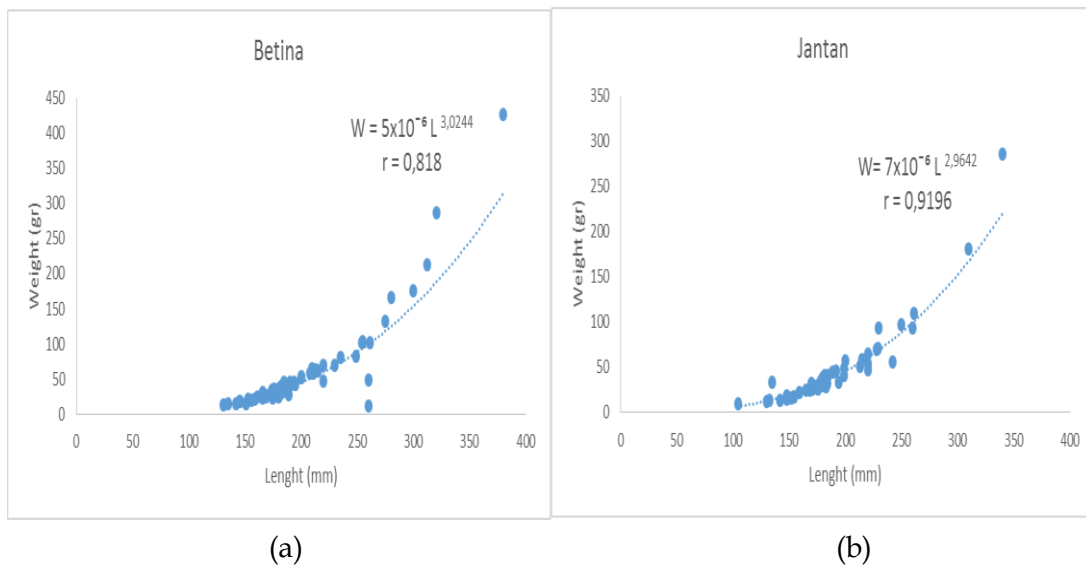 Betina
450
400
350
300
250
200
150
100
50
0
Weight (gr)
W = 5x10⁻⁶ L ³,⁰²⁴⁴
r = 0,818
0 50 100 150 200 250 300 350 400
Lenght (mm)
(a)
Jantan
350
300
250
200
150
100
50
0
Weight (gr)
W= 7x10⁻⁶ L ²,⁹⁶⁴²
r = 0,9196
0 50 100 150 200 250 300 350 400
Lenght (mm)
(b)